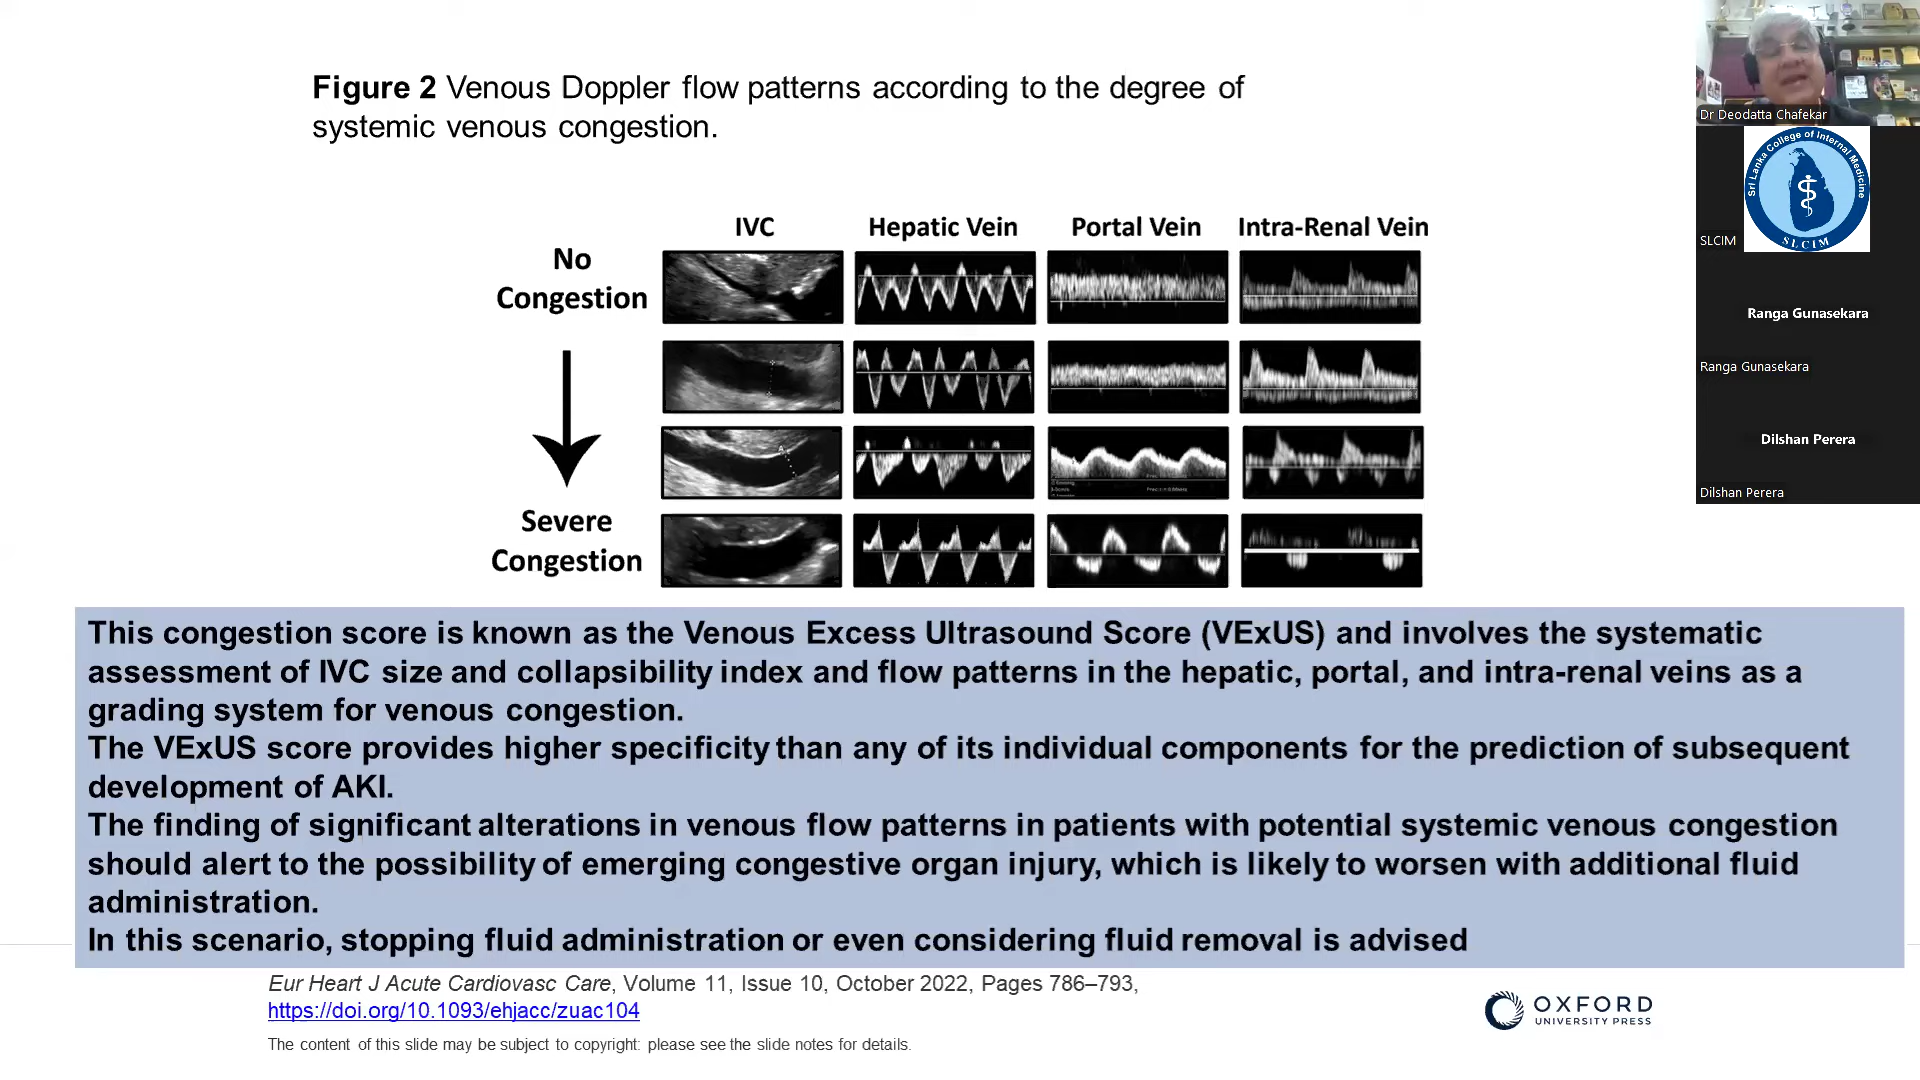 Figure 2 Venous Doppler flow patterns according to the degree of
systemic venous congestion.
IVC
Hepatic Vein
Portal Vein
Intra-Renal Vein
No
Congestion
Severe
Congestion
This congestion score is known as the Venous Excess Ultrasound Score (VExUS) and involves the systematic
assessment of IVC size and collapsibility index and flow patterns in the hepatic, portal, and intra-renal veins as a
grading system for venous congestion.
The VExUS score provides higher specificity than any of its individual components for the prediction of subsequent
development of AKI.
The finding of significant alterations in venous flow patterns in patients with potential systemic venous congestion
should alert to the possibility of emerging congestive organ injury, which is likely to worsen with additional fluid
administration.
In this scenario, stopping fluid administration or even considering fluid removal is advised
Eur Heart J Acute Cardiovasc Care, Volume 11, Issue 10, October 2022, Pages 786–793,
https://doi.org/10.1093/ehjacc/zuac104
The content of this slide may be subject to copyright: please see the slide notes for details.
OXFORD
UNIVERSITY PRESS
Dr Deodatta Chafekar
Sri Lanka College of Internal Medicine
SLCIM
SLCIM
Ranga Gunasekara
Ranga Gunasekara
Dilshan Perera
Dilshan Perera